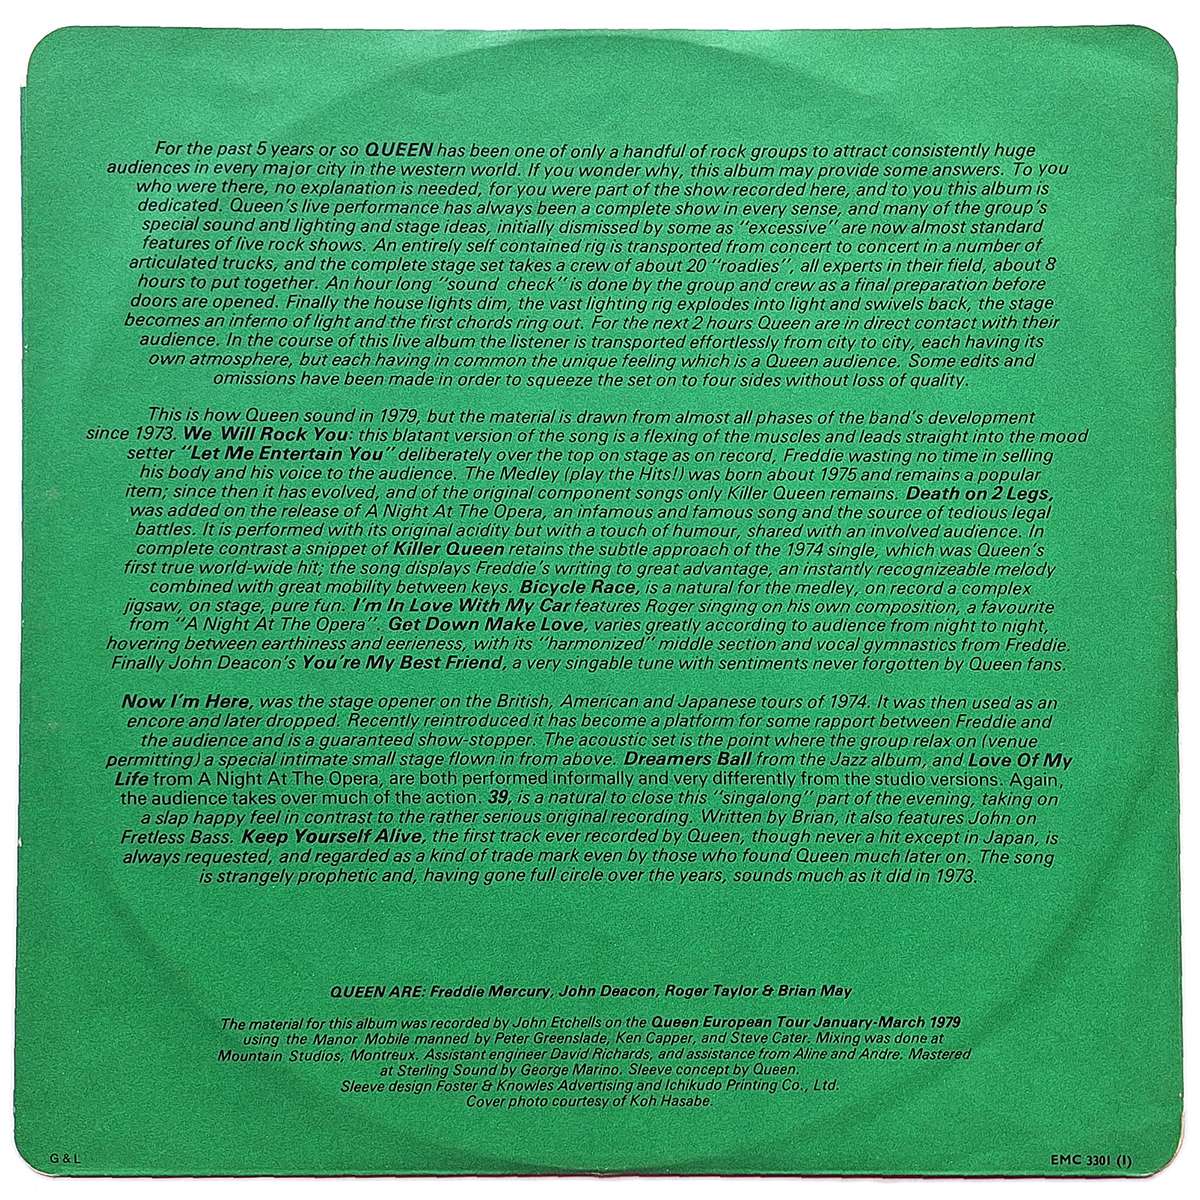 For the past 5 years or so QUEEN has been one of only a handful of rock groups to attract consistently huge
audiences in every major city in the western world. If you wonder why, this album may provide some answers. To you
who were there, no explanation is needed, for you were part of the show recorded here, and to you this album is
dedicated. Queen's live performance has always been a complete show in every sense, and many of the group's
special sound and lighting and stage ideas, initially dismissed by some as "excessive" are now almost standard
features of live rock shows. An entirely self contained rig is transported from concert to concert in a number of
articulated trucks, and the complete stage set takes a crew of about 20 "roadies", all experts in their field, about 8
hours to put together. An hour long "sound check" is done by the group and crew as a final preparation before
doors are opened. Finally the house lights dim, the vast lighting rig explodes into light and swivels back, the stage
becomes an inferno of light and the first chords ring out. For the next 2 hours Queen are in direct contact with their
audience. In the course of this live album the listener is transported effortlessly from city to city, each having its
own atmosphere, but each having in common the unique feeling which is a Queen audience. Some edits and
omissions have been made in order to squeeze the set on to four sides without loss of quality.
This is how Queen sound in 1979, but the material is drawn from almost all phases of the band's development
since 1973. We Will Rock You: this blatant version of the song is a flexing of the muscles and leads straight into the mood
setter "Let Me Entertain You" deliberately over the top on stage as on record, Freddie wasting no time in selling
his body and his voice to the audience. The Medley (play the Hits!) was born about 1975 and remains a popular
item; since then it has evolved, and of the original component songs only Killer Queen remains. Death on 2 Legs,
was added on the release of A Night At The Opera, an infamous and famous song and the source of tedious legal
battles. It is performed with its original acidity but with a touch of humour, shared with an involved audience. In
complete contrast a snippet of Killer Queen retains the subtle approach of the 1974 single, which was Queen's
first true world-wide hit; the song displays Freddie's writing to great advantage, an instantly recognizeable melody
combined with great mobility between keys. Bicycle Race, is a natural for the medley, on record a complex
jigsaw, on stage, pure fun. I'm In Love With My Car features Roger singing on his own composition, a favourite
from "A Night At The Opera". Get Down Make Love, varies greatly according to audience from night to night,
hovering between earthiness and eerieness, with its "harmonized" middle section and vocal gymnastics from Freddie.
Finally John Deacon's You're My Best Friend, a very singable tune with sentiments never forgotten by Queen fans.
Now I'm Here, was the stage opener on the British, American and Japanese tours of 1974. It was then used as an
encore and later dropped. Recently reintroduced it has become a platform for some rapport between Freddie and
the audience and is a guaranteed show-stopper. The acoustic set is the point where the group relax on (venue
permitting) a special intimate small stage flown in from above. Dreamers Ball from the Jazz album, and Love Of My
Life from A Night At The Opera, are both performed informally and very differently from the studio versions. Again,
the audience takes over much of the action. 39, is a natural to close this "singalong" part of the evening, taking on
a slap happy feel in contrast to the rather serious original recording. Written by Brian, it also features John on
Fretless Bass. Keep Yourself Alive, the first track ever recorded by Queen, though never a hit except in Japan, is
always requested, and regarded as a kind of trade mark even by those who found Queen much later on. The song
is strangely prophetic and, having gone full circle over the years, sounds much as it did in 1973.
QUEEN ARE: Freddie Mercury, John Deacon, Roger Taylor & Brian May
The material for this album was recorded by John Etchells on the Queen European Tour January-March 1979
using the Manor Mobile manned by Peter Greenslade, Ken Capper, and Steve Cater. Mixing was done at
Mountain Studios, Montreux. Assistant engineer David Richards, and assistance from Aline and Andre. Mastered
at Sterling Sound by George Marino. Sleeve concept by Queen.
Sleeve design Foster & Knowles Advertising and Ichikudo Printing Co., Ltd.
Cover photo courtesy of Koh Hasabe.
G & L
EMC 3301 (I)